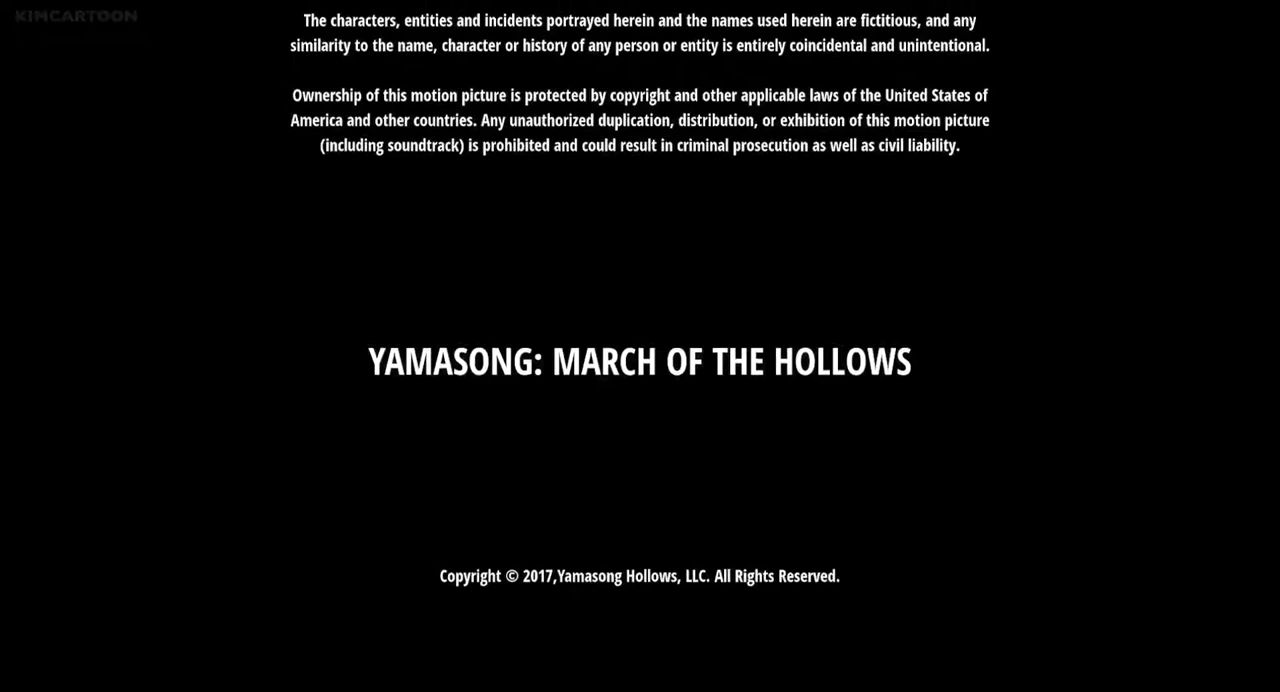 KIMCARTOON
The characters, entities and incidents portrayed herein and the names used herein are fictitious, and any
similarity to the name, character or history of any person or entity is entirely coincidental and unintentional.
Ownership of this motion picture is protected by copyright and other applicable laws of the United States of
America and other countries. Any unauthorized duplication, distribution, or exhibition of this motion picture
(including soundtrack) is prohibited and could result in criminal prosecution as well as civil liability.
YAMASONG: MARCH OF THE HOLLOWS
Copyright © 2017,Yamasong Hollows, LLC. All Rights Reserved.